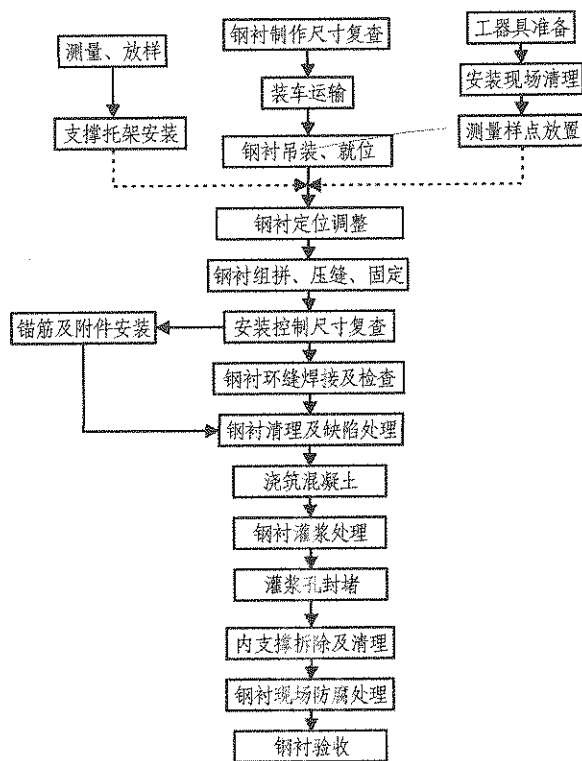 钢衬制作尺寸复查
工器具准备
测量、放样
装车运输
安装现场清理
支撑托架安装
钢衬吊装、就位
测量样点放置
钢衬定位调整
钢衬组拼、压缝、固定
锚筋及附件安装
安装控制尺寸复查
钢衬环缝焊接及检查
钢衬清理及缺陷处理
浇筑混凝土
钢衬灌浆处理
灌浆孔封堵
内支撑拆除及清理
钢衬现场防腐处理
钢衬验收